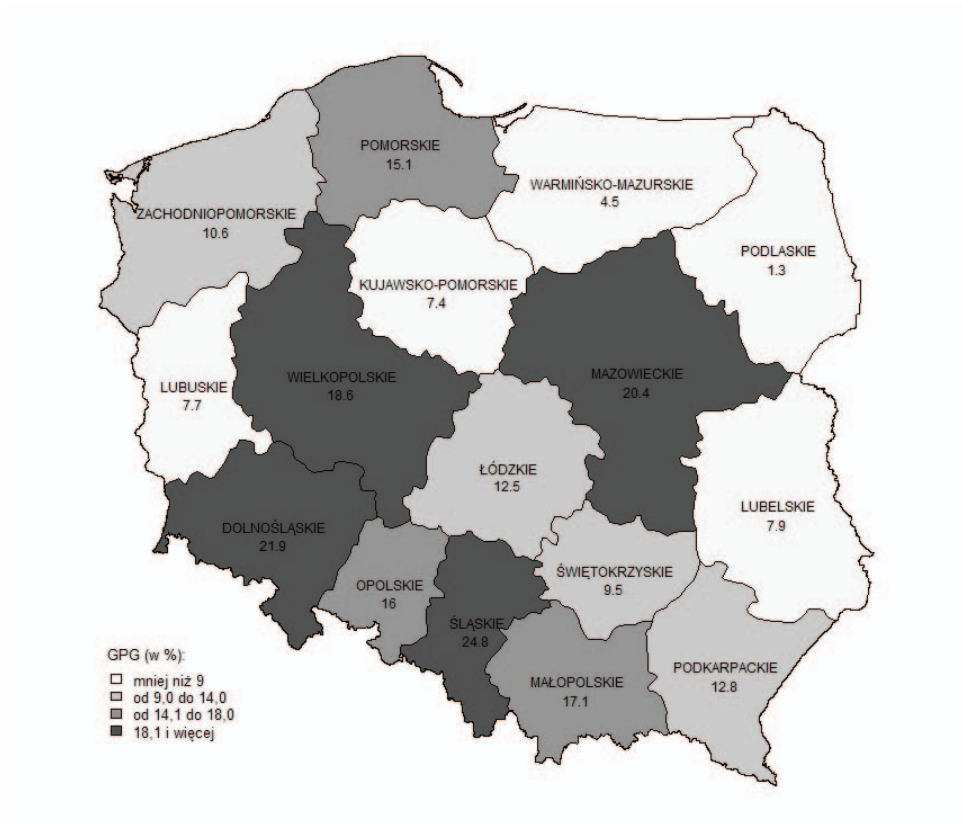 POMORSKIE
15.1
WARMIŃSKO-MAZURSKIE
4.5
ZACHODNIOPOMORSKIE
10.6
PODLASKIE
1.3
KUJAWSKO-POMORSKIE
7.4
LUBUSKIE
7.7
WIELKOPOLSKIE
18.6
MAZOWIECKIE
20.4
ŁÓDZKIE
12.5
LUBELSKIE
7.9
DOLNOŚLĄSKIE
21.9
OPOLSKIE
16
ŚLĄSKIE
24.8
ŚWIĘTOKRZYSKIE
9.5
MAŁOPOLSKIE
17.1
PODKARPACKIE
12.8
GPG (w %):
mniej niż 9
od 9,0 do 14,0
od 14,1 do 18,0
18,1 i więcej